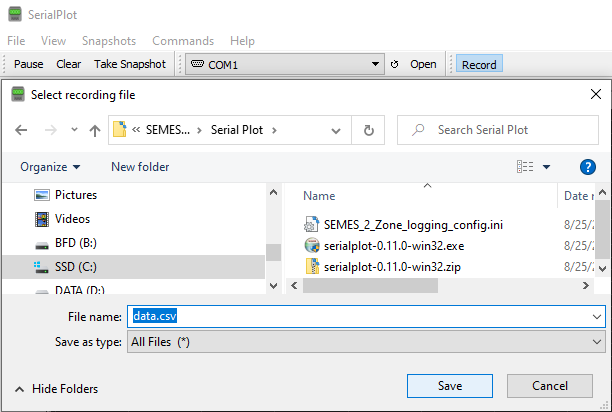 SerialPlot
File View Snapshots Commands Help
Pause Clear Take Snapshot COM1 Open Record
Select recording file
« SEMES... > Serial Plot > Search Serial Plot
Organize New folder ?
Pictures
Videos
BFD (B:)
SSD (C:)
DATA (D:)
Name Date
SEMES_2_Zone_logging_config.ini 8/25/2
serialplot-0.11.0-win32.exe 8/25/2
serialplot-0.11.0-win32.zip 8/25/2
File name: data.csv
Save as type: All Files (*)
Hide Folders Save Cancel